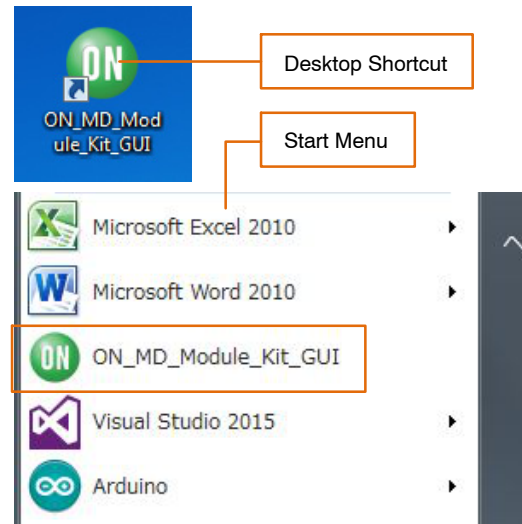 ON
Desktop Shortcut
ON_MD_Mod
ule_Kit_GUI
Start Menu
Microsoft Excel 2010
W
Microsoft Word 2010
ON
ON_MD_Module_Kit_GUI
Visual Studio 2015
Arduino